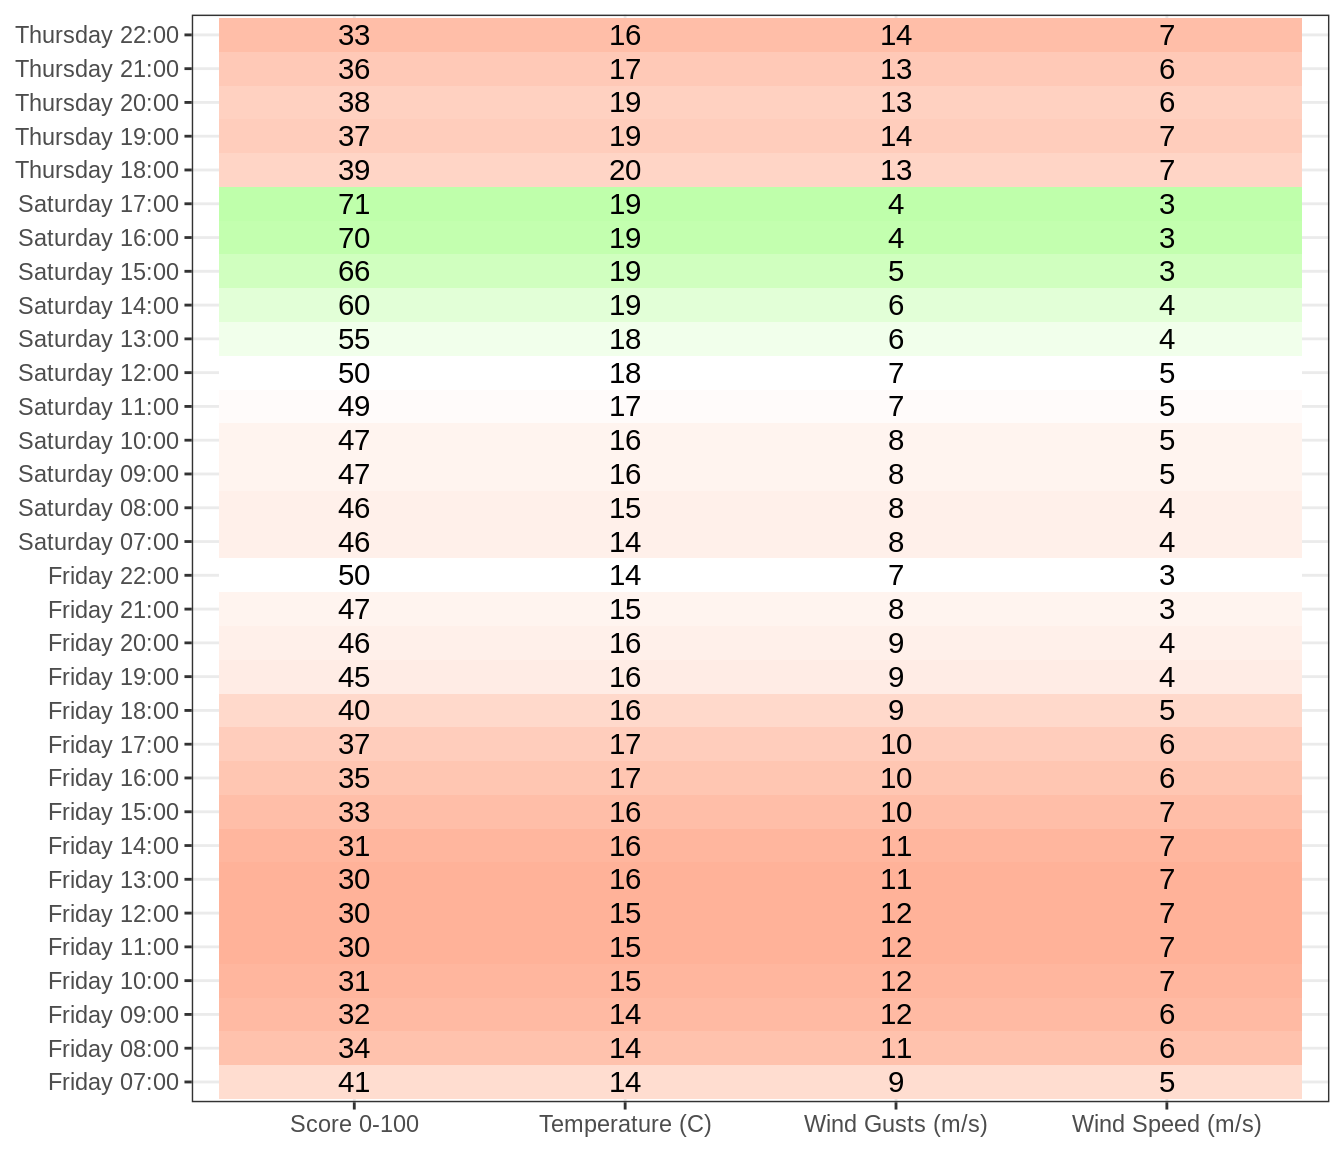 Thursday 22:00 33 16 14 7
Thursday 21:00 36 17 13 6
Thursday 20:00 38 19 13 6
Thursday 19:00 37 19 14 7
Thursday 18:00 39 20 13 7
Saturday 17:00 71 19 4 3
Saturday 16:00 70 19 4 3
Saturday 15:00 66 19 5 3
Saturday 14:00 60 19 6 4
Saturday 13:00 55 18 6 4
Saturday 12:00 50 18 7 5
Saturday 11:00 49 17 7 5
Saturday 10:00 47 16 8 5
Saturday 09:00 47 16 8 5
Saturday 08:00 46 15 8 4
Saturday 07:00 46 14 8 4
Friday 22:00 50 14 7 3
Friday 21:00 47 15 8 3
Friday 20:00 46 16 9 4
Friday 19:00 45 16 9 4
Friday 18:00 40 16 9 5
Friday 17:00 37 17 10 6
Friday 16:00 35 17 10 6
Friday 15:00 33 16 10 7
Friday 14:00 31 16 11 7
Friday 13:00 30 16 11 7
Friday 12:00 30 15 12 7
Friday 11:00 30 15 12 7
Friday 10:00 31 15 12 7
Friday 09:00 32 14 12 6
Friday 08:00 34 14 11 6
Friday 07:00 41 14 9 5
Score 0-100 Temperature (C) Wind Gusts (m/s) Wind Speed (m/s)